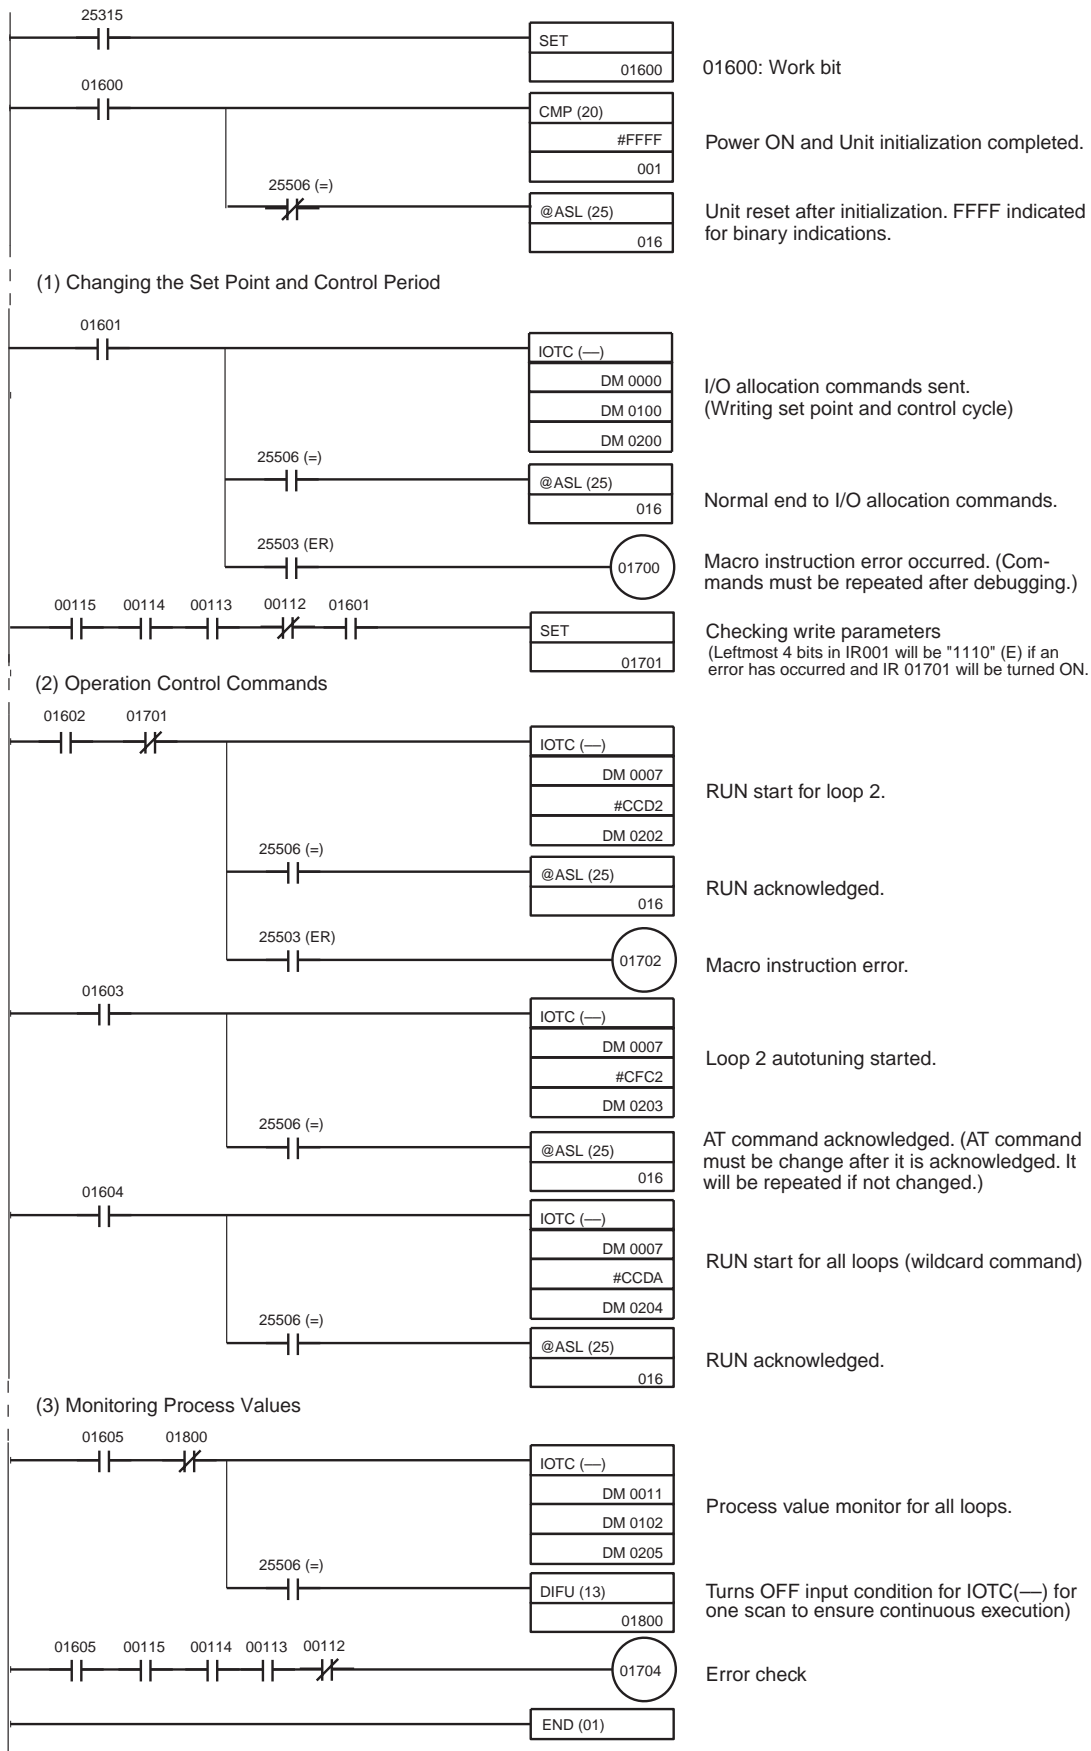 25315
SET
01600
01600: Work bit
01600
CMP (20)
#FFFF
001
Power ON and Unit initialization completed.
25506 (=)
@ASL (25)
016
Unit reset after initialization. FFFF indicated
for binary indications.
(1) Changing the Set Point and Control Period
01601
IOTC (—)
DM 0000
DM 0100
DM 0200
I/O allocation commands sent.
(Writing set point and control cycle)
25506 (=)
@ASL (25)
016
Normal end to I/O allocation commands.
25503 (ER)
01700
Macro instruction error occurred. (Com-
mands must be repeated after debugging.)
00115 00114 00113 00112 01601
SET
01701
Checking write parameters
(Leftmost 4 bits in IR001 will be "1110" (E) if an
error has occurred and IR 01701 will be turned ON.
(2) Operation Control Commands
01602 01701
IOTC (—)
DM 0007
#CCD2
DM 0202
RUN start for loop 2.
25506 (=)
@ASL (25)
016
RUN acknowledged.
25503 (ER)
01702
Macro instruction error.
01603
IOTC (—)
DM 0007
#CFC2
DM 0203
Loop 2 autotuning started.
25506 (=)
@ASL (25)
016
AT command acknowledged. (AT command
must be change after it is acknowledged. It
will be repeated if not changed.)
01604
IOTC (—)
DM 0007
#CCDA
DM 0204
RUN start for all loops (wildcard command)
25506 (=)
@ASL (25)
016
RUN acknowledged.
(3) Monitoring Process Values
01605 01800
IOTC (—)
DM 0011
DM 0102
DM 0205
Process value monitor for all loops.
25506 (=)
DIFU (13)
01800
Turns OFF input condition for IOTC(—) for
one scan to ensure continuous execution)
01605 00115 00114 00113 00112
01704
Error check
END (01)